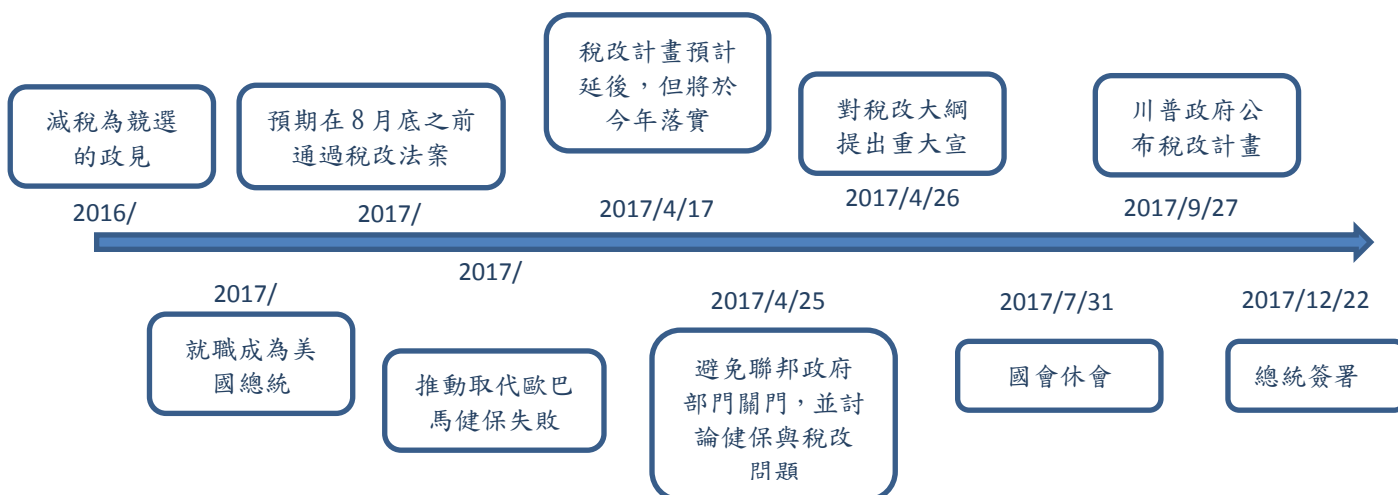 減稅為競選
的政見
2016/
預期在8月底之前
通過稅改法案
2017/
稅改計畫預計
延後，但將於
今年落實
2017/4/17
對稅改大綱
提出重大宣
2017/4/26
川普政府公
布稅改計畫
2017/9/27
2017/
就職成為美
國總統
2017/
推動取代歐巴
馬健保失敗
2017/4/25
避免聯邦政府
部門關門，並討
論健保與稅改
問題
2017/7/31
國會休會
2017/12/22
總統簽署